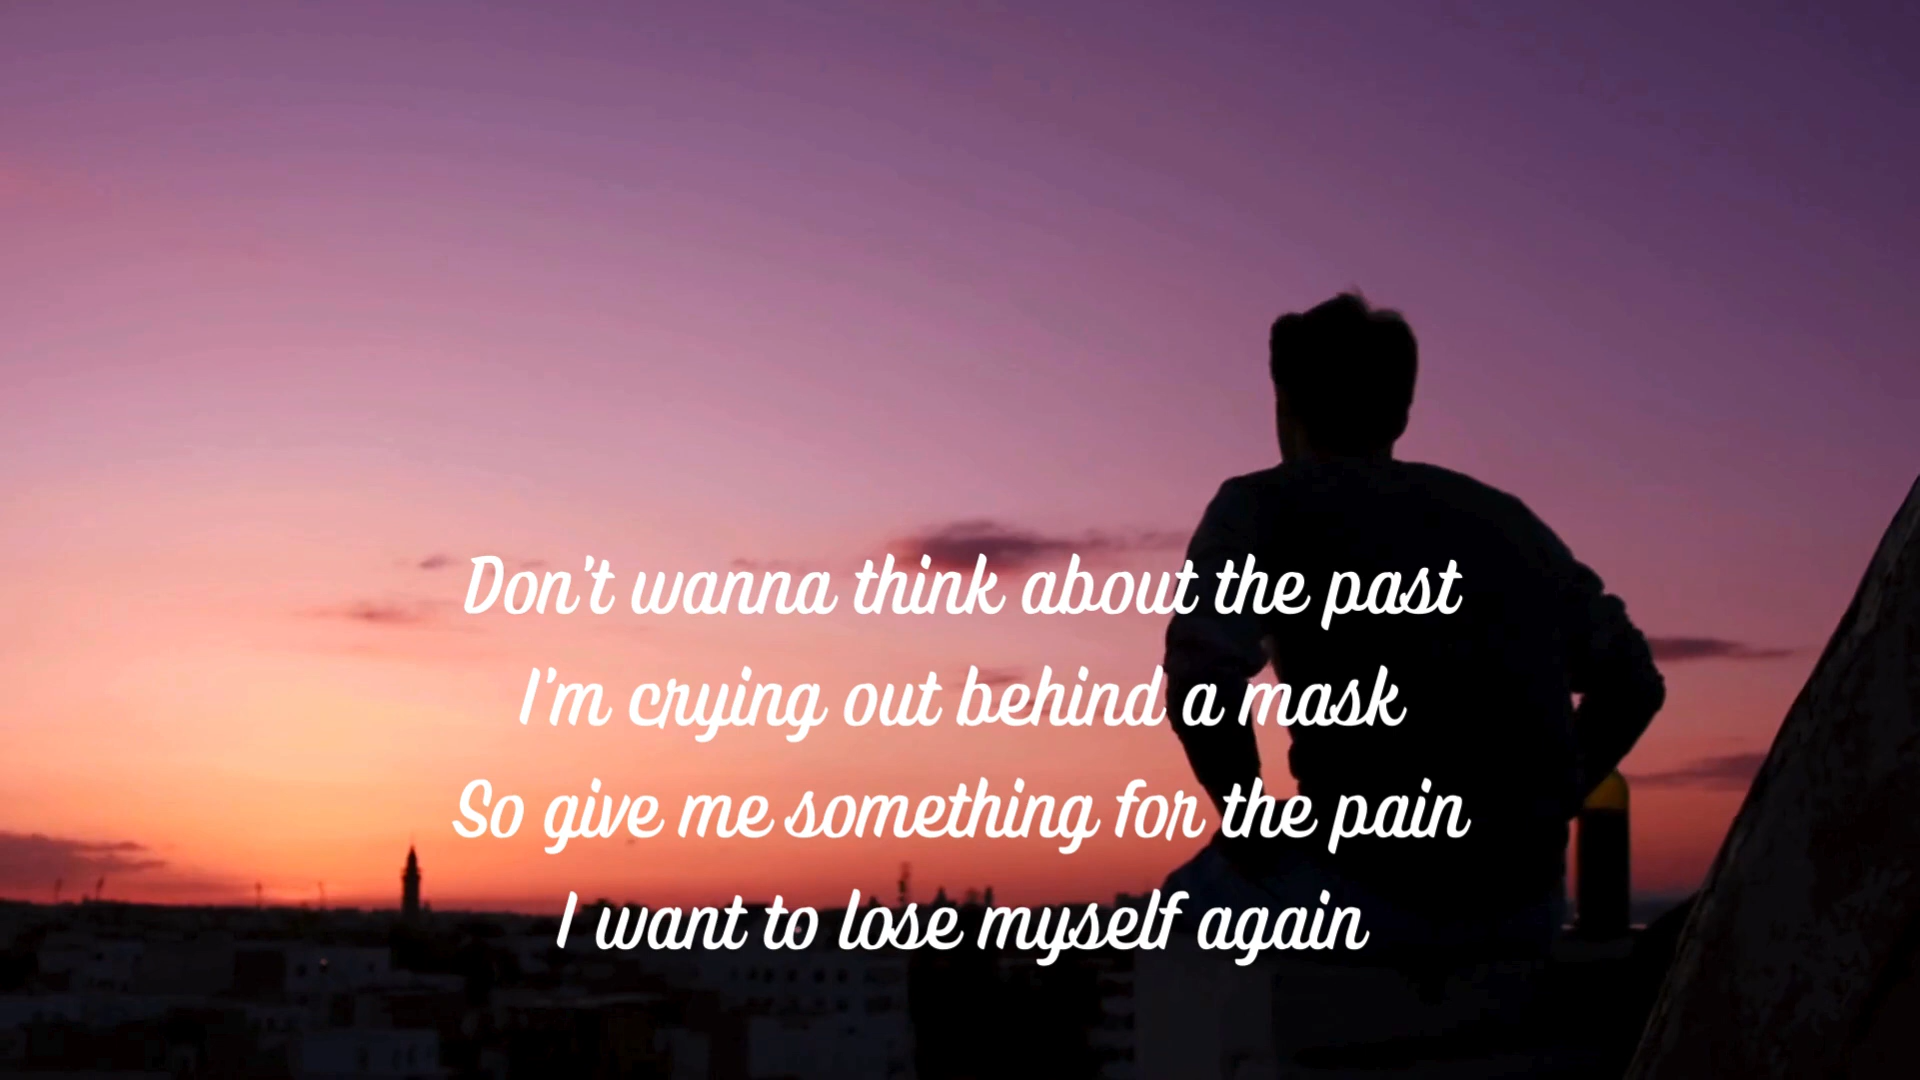 Don't wanna think about the past
I'm crying out behind a mask
So give me something for the pain
I want to lose myself again